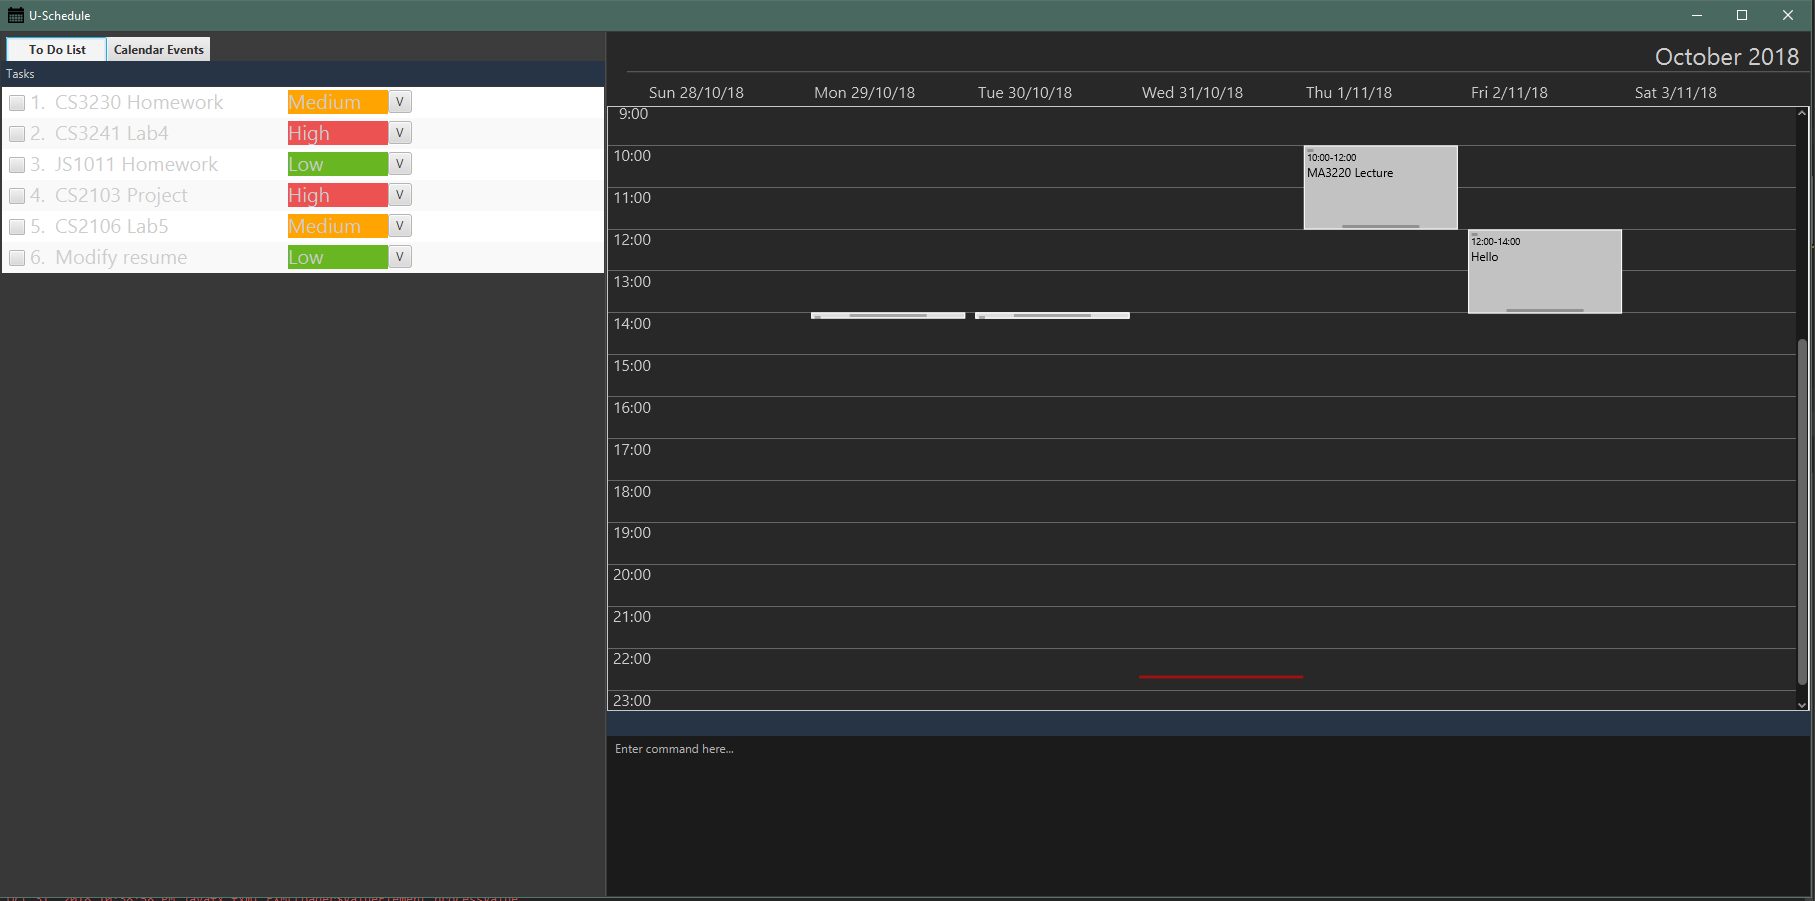 U-Schedule
To Do List
Calendar Events
Tasks
1. CS3230 Homework Medium V
2. CS3241 Lab4 High V
3. JS1011 Homework Low V
4. CS2103 Project High V
5. CS2106 Lab5 Medium V
6. Modify resume Low V
October 2018
Sun 28/10/18 Mon 29/10/18 Tue 30/10/18 Wed 31/10/18 Thu 1/11/18 Fri 2/11/18 Sat 3/11/18
9:00
10:00
10:00-12:00
MA3220 Lecture
11:00
12:00
12:00-14:00
Hello
13:00
14:00
15:00
16:00
17:00
18:00
19:00
20:00
21:00
22:00
23:00
Enter command here...